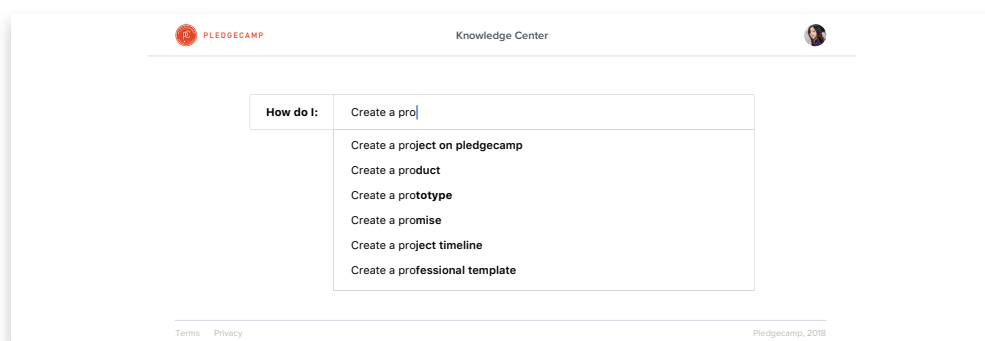 PLEDGECAMP Knowledge Center
How do I: Create a pro
Create a project on pledgecamp
Create a product
Create a prototype
Create a promise
Create a project timeline
Create a professional template
Terms Privacy Pledgecamp, 2018